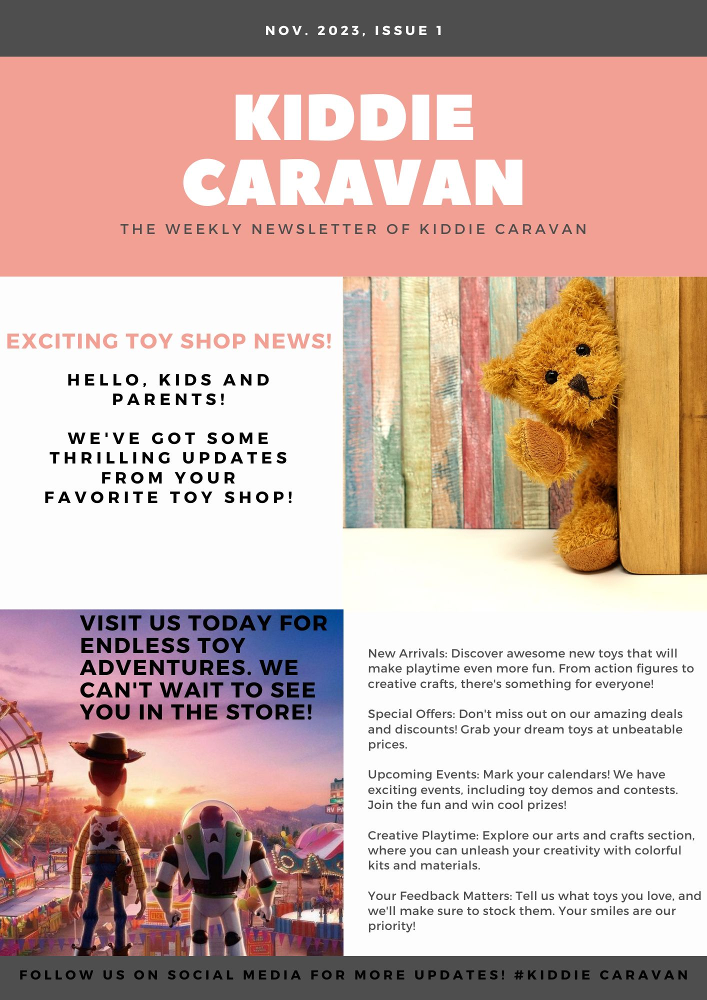 NOV. 2023, ISSUE 1
KIDDIE
CARAVAN
THE WEEKLY NEWSLETTER OF KIDDIE CARAVAN
EXCITING TOY SHOP NEWS!
HELLO, KIDS AND
PARENTS!
WE'VE GOT SOME
THRILLING UPDATES
FROM YOUR
FAVORITE TOY SHOP!
VISIT US TODAY FOR
ENDLESS TOY
ADVENTURES. WE
CAN'T WAIT TO SEE
YOU IN THE STORE!
RV PA
TICK
New Arrivals: Discover awesome new toys that will
make playtime even more fun. From action figures to
creative crafts, there's something for everyone!
Special Offers: Don't miss out on our amazing deals
and discounts! Grab your dream toys at unbeatable
prices.
Upcoming Events: Mark your calendars! We have
exciting events, including toy demos and contests.
Join the fun and win cool prizes!
Creative Playtime: Explore our arts and crafts section,
where you can unleash your creativity with colorful
kits and materials.
Your Feedback Matters: Tell us what toys you love, and
we'll make sure to stock them. Your smiles are our
priority!
FOLLOW US ON SOCIAL MEDIA FOR MORE UPDATES! #KIDDIE CARAVAN